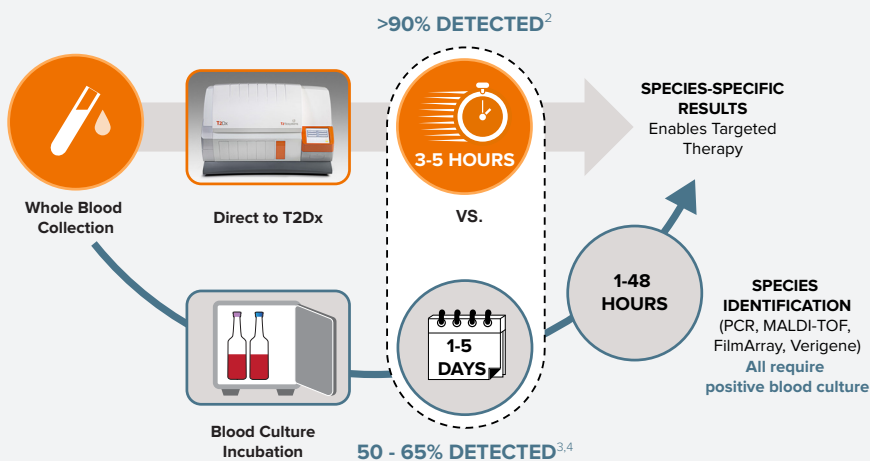 >90% DETECTED2
SPECIES-SPECIFIC
RESULTS
Enables Targeted
Therapy
T2Dx
3-5 HOURS
Whole Blood
Collection
Direct to T2Dx
VS.
1-48
HOURS
SPECIES
IDENTIFICATION
(PCR, MALDI-TOF,
FilmArray, Verigene)
All require
positive blood culture
1-5
DAYS
Blood Culture
Incubation
50 - 65% DETECTED3,4